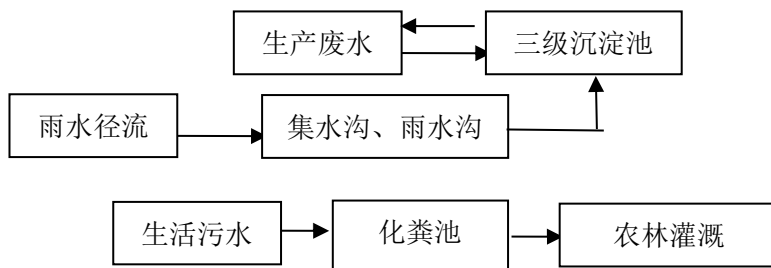 生产废水
三级沉淀池
雨水径流
集水沟、雨水沟
生活污水
化粪池
农林灌溉